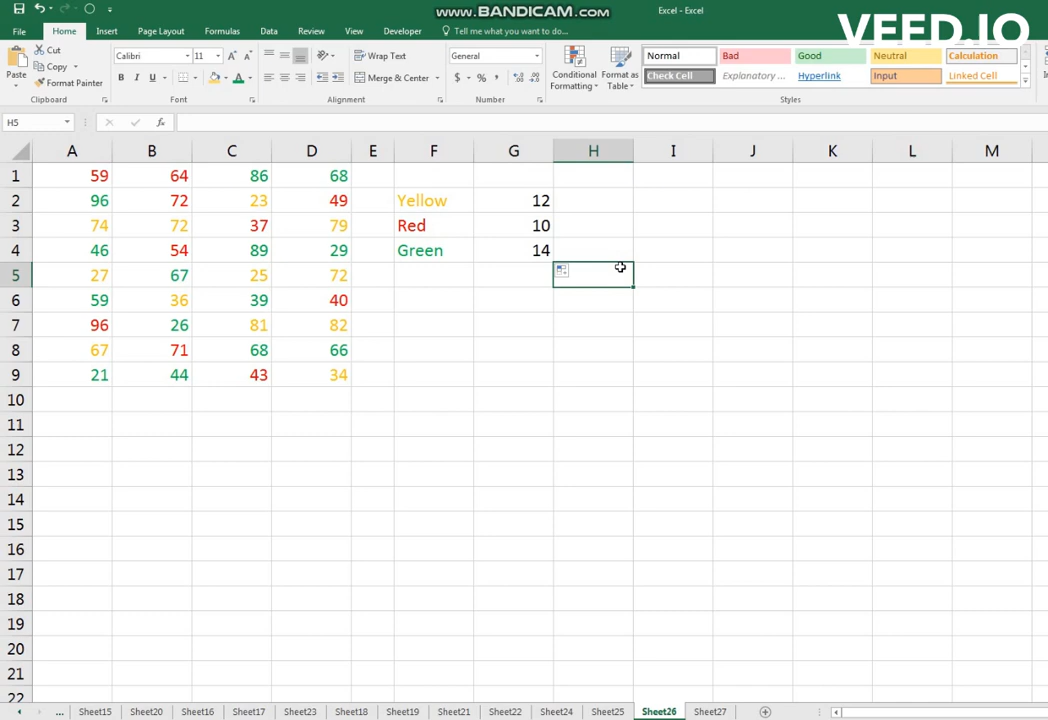 www.BANDICAM.com
Excel - Excel
VEED.IO
File Home Insert Page Layout Formulas Data Review View Developer Tell me what you want to do...
Paste
Cut
Copy
Format Painter
Clipboard
Calibri 11
B I U
Font
Wrap Text
Merge & Center
Alignment
General
$ % ,
Number
Conditional Formatting
Format as Table
Normal Bad Good Neutral Calculation
Check Cell Explanatory ... Hyperlink Input Linked Cell
Styles
H5 fx
A B C D E F G H I J K L M
1 59 64 86 68
2 96 72 23 49 Yellow 12
3 74 72 37 79 Red 10
4 46 54 89 29 Green 14
5 27 67 25 72
6 59 36 39 40
7 96 26 81 82
8 67 71 68 66
9 21 44 43 34
10
11
12
13
14
15
16
17
18
19
20
21
22
... Sheet15 Sheet20 Sheet16 Sheet17 Sheet23 Sheet18 Sheet19 Sheet21 Sheet22 Sheet24 Sheet25 Sheet26 Sheet27